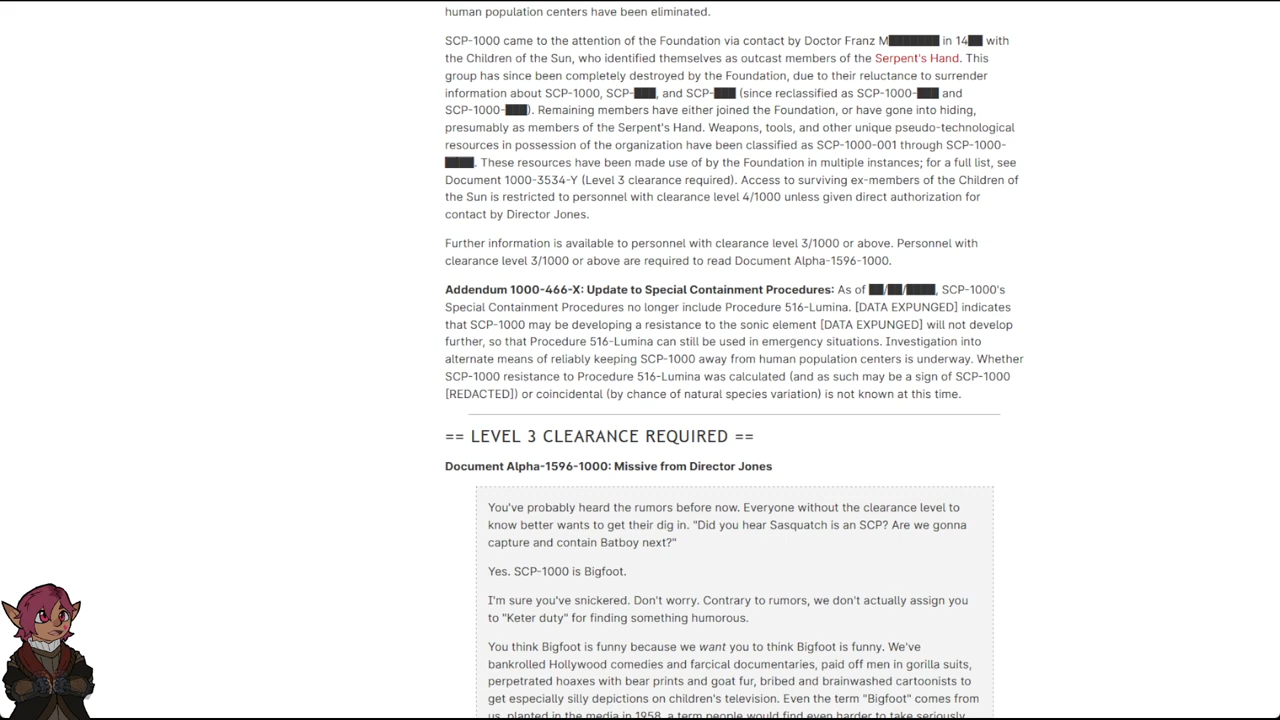 human population centers have been eliminated.
SCP-1000 came to the attention of the Foundation via contact by Doctor Franz M███████ in 14██ with
the Children of the Sun, who identified themselves as outcast members of the Serpent's Hand. This
group has since been completely destroyed by the Foundation, due to their reluctance to surrender
information about SCP-1000, SCP-███, and SCP-███ (since reclassified as SCP-1000-███ and
SCP-1000-███). Remaining members have either joined the Foundation, or have gone into hiding,
presumably as members of the Serpent's Hand. Weapons, tools, and other unique pseudo-technological
resources in possession of the organization have been classified as SCP-1000-001 through SCP-1000-
████. These resources have been made use of by the Foundation in multiple instances; for a full list, see
Document 1000-3534-Y (Level 3 clearance required). Access to surviving ex-members of the Children of
the Sun is restricted to personnel with clearance level 4/1000 unless given direct authorization for
contact by Director Jones.
Further information is available to personnel with clearance level 3/1000 or above. Personnel with
clearance level 3/1000 or above are required to read Document Alpha-1596-1000.
Addendum 1000-466-X: Update to Special Containment Procedures: As of ██/██/████, SCP-1000's
Special Containment Procedures no longer include Procedure 516-Lumina. [DATA EXPUNGED] indicates
that SCP-1000 may be developing a resistance to the sonic element [DATA EXPUNGED] will not develop
further, so that Procedure 516-Lumina can still be used in emergency situations. Investigation into
alternate means of reliably keeping SCP-1000 away from human population centers is underway. Whether
SCP-1000 resistance to Procedure 516-Lumina was calculated (and as such may be a sign of SCP-1000
[REDACTED]) or coincidental (by chance of natural species variation) is not known at this time.
== LEVEL 3 CLEARANCE REQUIRED ==
Document Alpha-1596-1000: Missive from Director Jones
You've probably heard the rumors before now. Everyone without the clearance level to
know better wants to get their dig in. "Did you hear Sasquatch is an SCP? Are we gonna
capture and contain Batboy next?"
Yes. SCP-1000 is Bigfoot.
I'm sure you've snickered. Don't worry. Contrary to rumors, we don't actually assign you
to "Keter duty" for finding something humorous.
You think Bigfoot is funny because we want you to think Bigfoot is funny. We've
bankrolled Hollywood comedies and farcical documentaries, paid off men in gorilla suits,
perpetrated hoaxes with bear prints and goat fur, bribed and brainwashed cartoonists to
get especially silly depictions on children's television. Even the term "Bigfoot" comes from
us, planted in the media in 1958, a term people would find even harder to take seriously